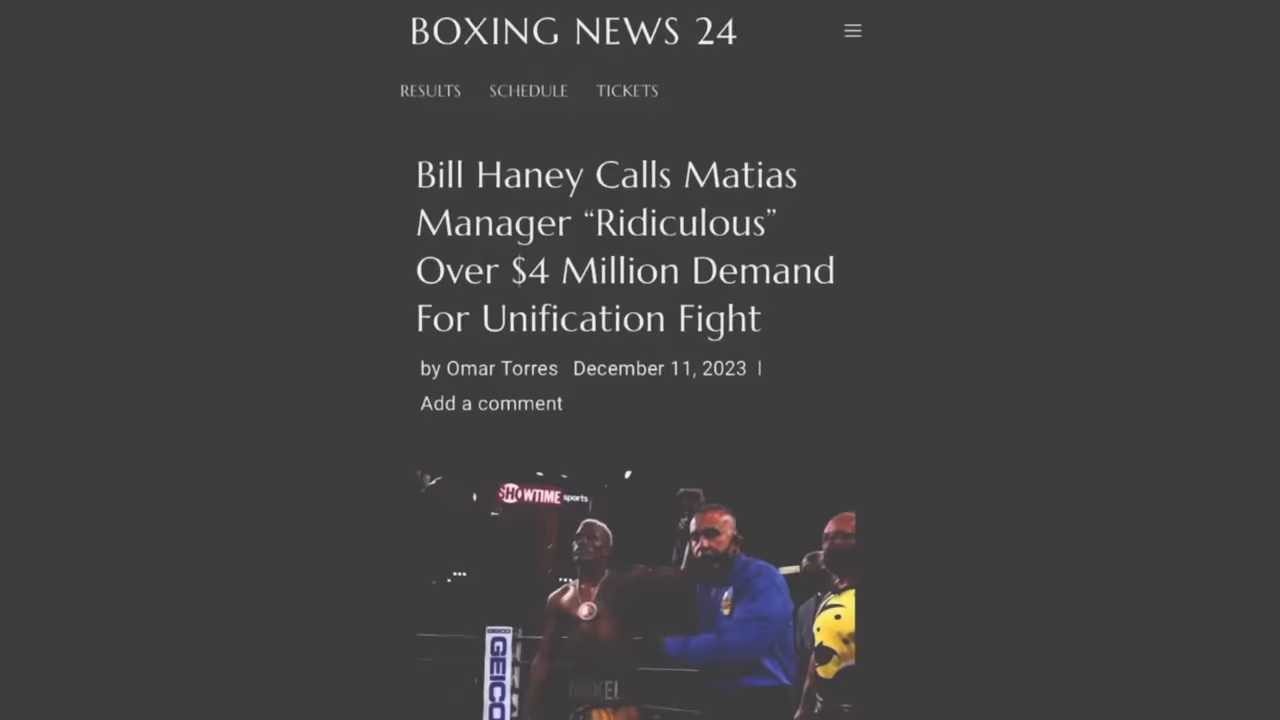 BOXING NEWS 24
RESULTS SCHEDULE TICKETS
Bill Haney Calls Matias
Manager “Ridiculous”
Over $4 Million Demand
For Unification Fight
by Omar Torres December 11, 2023 |
Add a comment
SHOWTIME sports
GEICO
GEICO